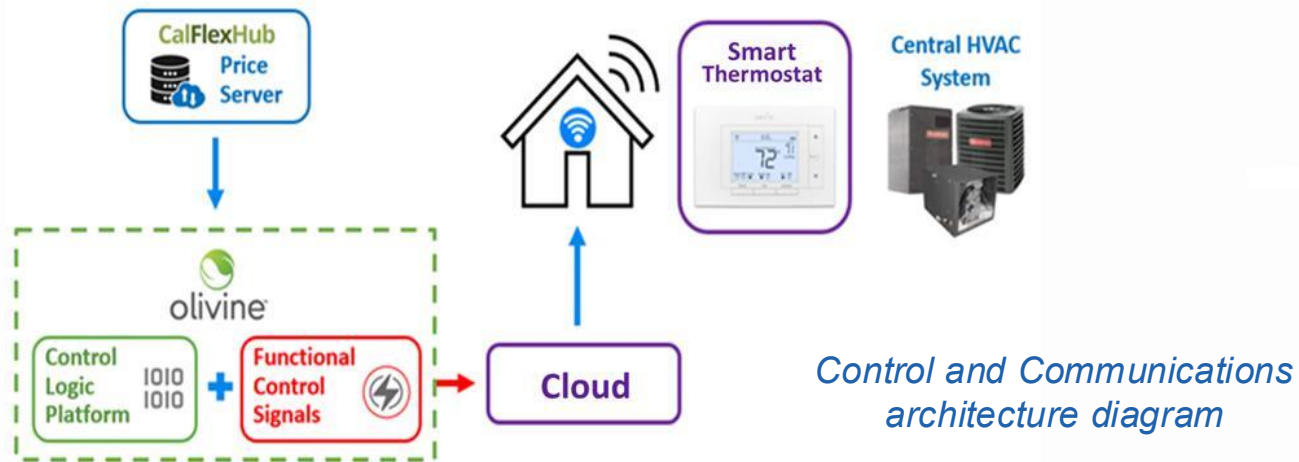 CalFlexHub
Price
Server
Smart
Thermostat
Central HVAC
System
72
olivine
Control
Logic
Platform
1010
1010
Functional
Control
Signals
Cloud
Control and Communications
architecture diagram